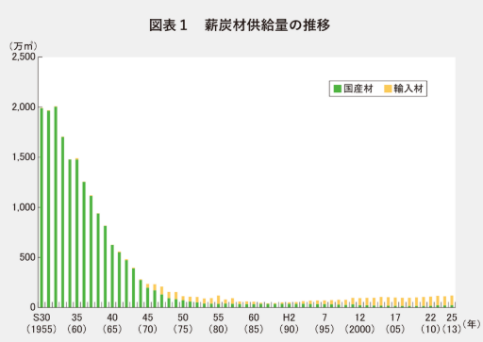 図表1 薪炭材供給量の推移
(万㎥)
国産材 輸入材
2,500
2,000
1,500
1,000
500
0
S30 35 40 45 50 55 60 H2 7 12 17 22 25 (年)
(1955) (60) (65) (70) (75) (80) (85) (90) (95) (2000) (05) (10) (13)